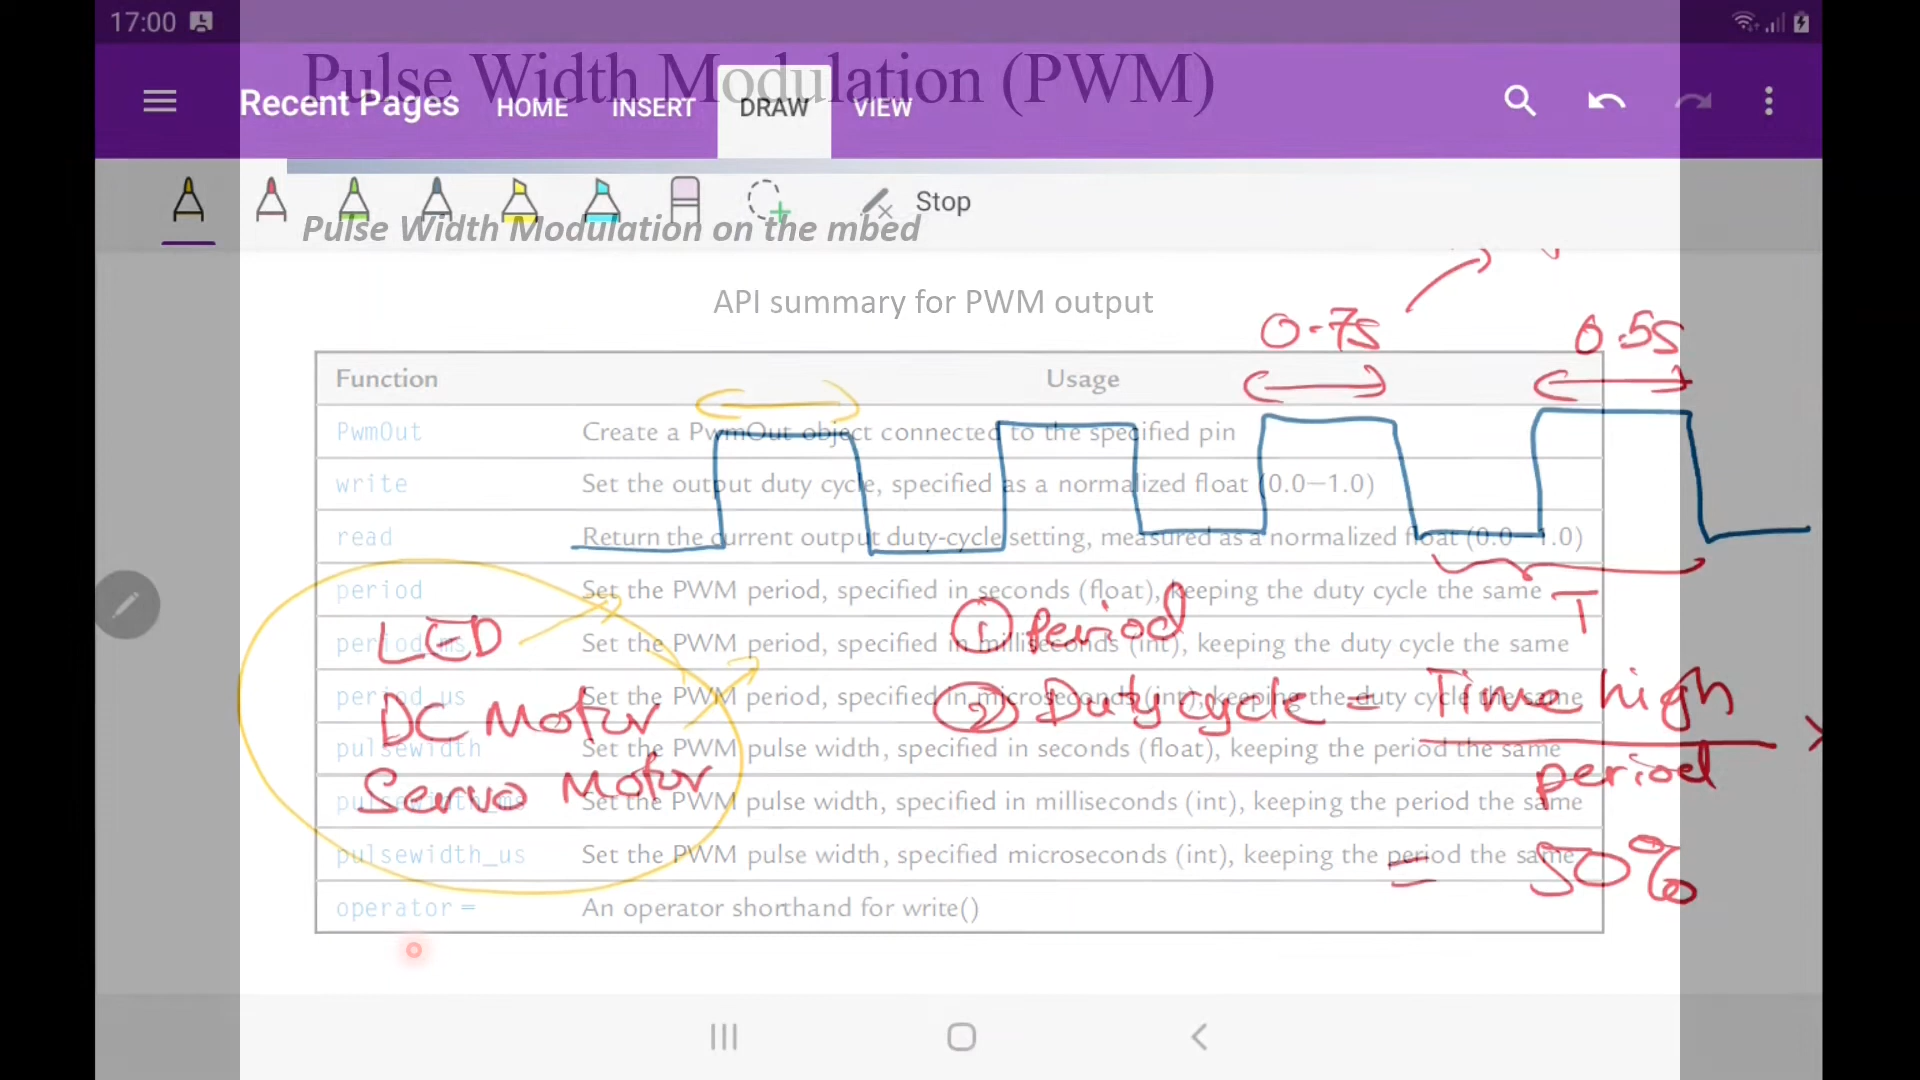 17:00
Pulse Width Modulation (PWM)
Recent Pages HOME INSERT DRAW VIEW
Stop
Pulse Width Modulation on the mbed
API summary for PWM output
0.7s 0.5s
Function Usage
PwmOut Create a PwmOut object connected to the specified pin
write Set the output duty cycle, specified as a normalized float (0.0–1.0)
read Return the current output duty-cycle setting, measured as a normalized float (0.0–1.0)
period Set the PWM period, specified in seconds (float), keeping the duty cycle the same
period_ms Set the PWM period, specified in milliseconds (int), keeping the duty cycle the same
period_us Set the PWM period, specified in microseconds (int), keeping the duty cycle the same
pulsewidth Set the PWM pulse width, specified in seconds (float), keeping the period the same
pulsewidth_ms Set the PWM pulse width, specified in milliseconds (int), keeping the period the same
pulsewidth_us Set the PWM pulse width, specified microseconds (int), keeping the period the same
operator = An operator shorthand for write()
LED
DC Motor
Servo Motor
T
① Period
② Duty cycle = Time high
period
×
= 50%